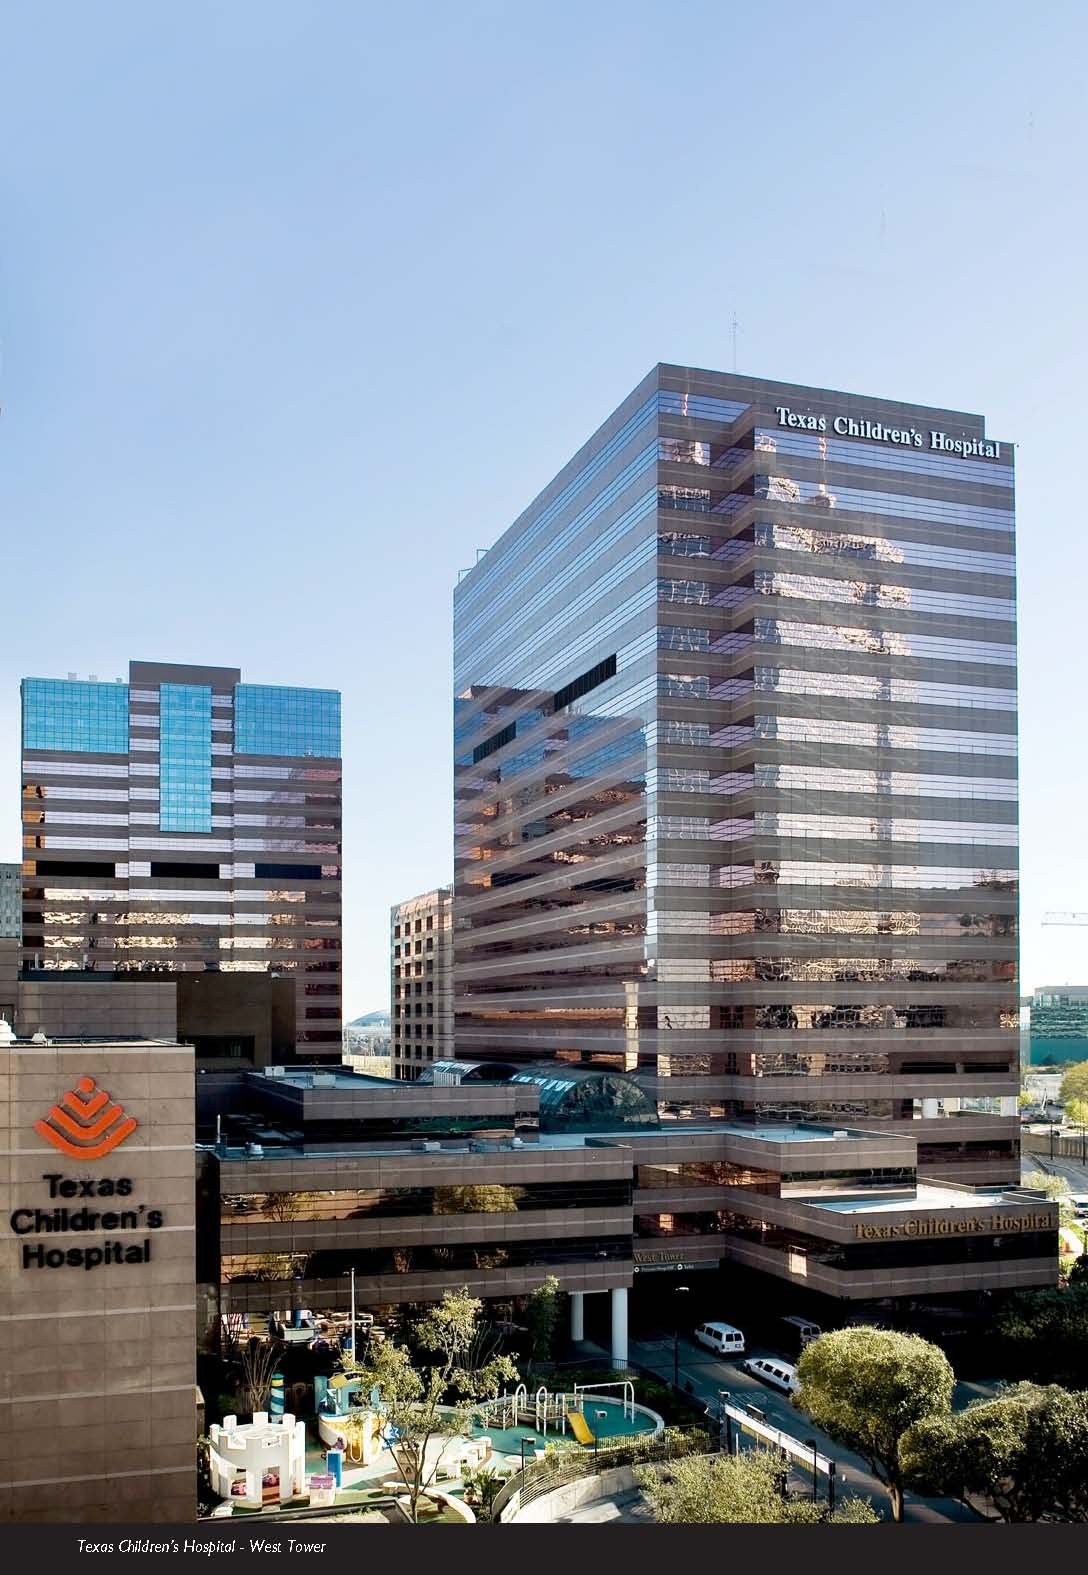 Texas Children's Hospital
Texas
Children's
Hospital
Texas Children's Hospital
West Tower
Texas Children's Hospital - West Tower